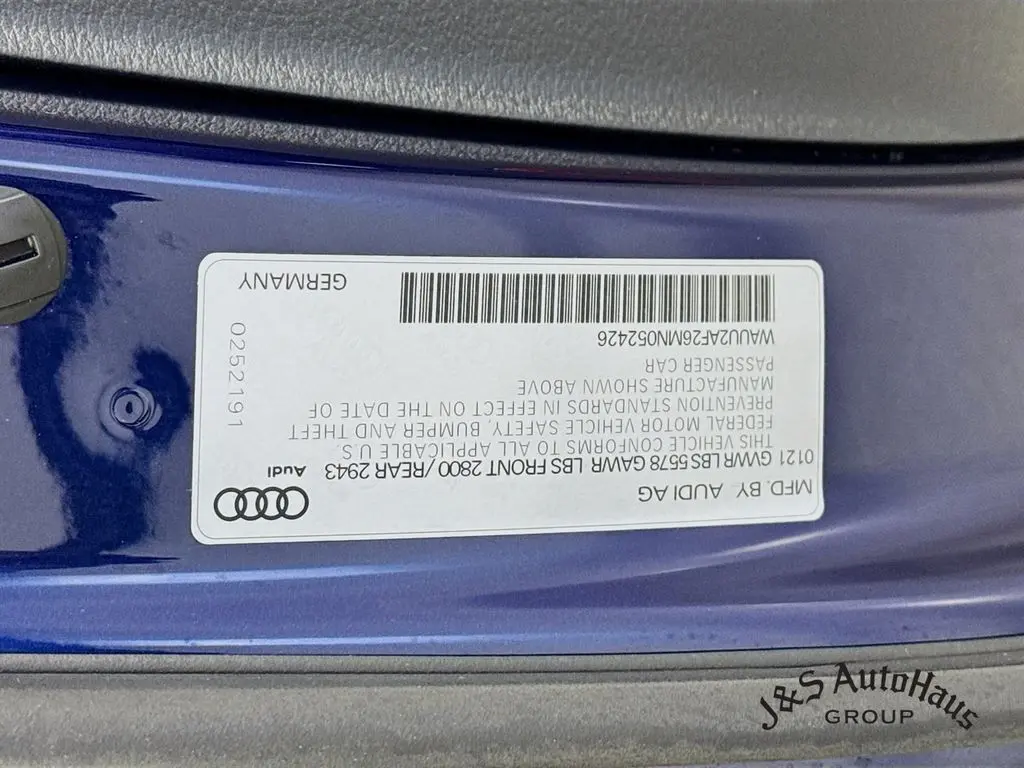 MFD. BY AUDI AG
0121 GVWR LBS 5578 GAWR LBS FRONT 2800 / REAR 2943
Audi
THIS VEHICLE CONFORMS TO ALL APPLICABLE U.S.
FEDERAL MOTOR VEHICLE SAFETY, BUMPER AND THEFT
PREVENTION STANDARDS IN EFFECT ON THE DATE OF
MANUFACTURE SHOWN ABOVE
PASSENGER CAR
WAUU2AF26MN052426
GERMANY
0252191
J&S AutoHaus
GROUP